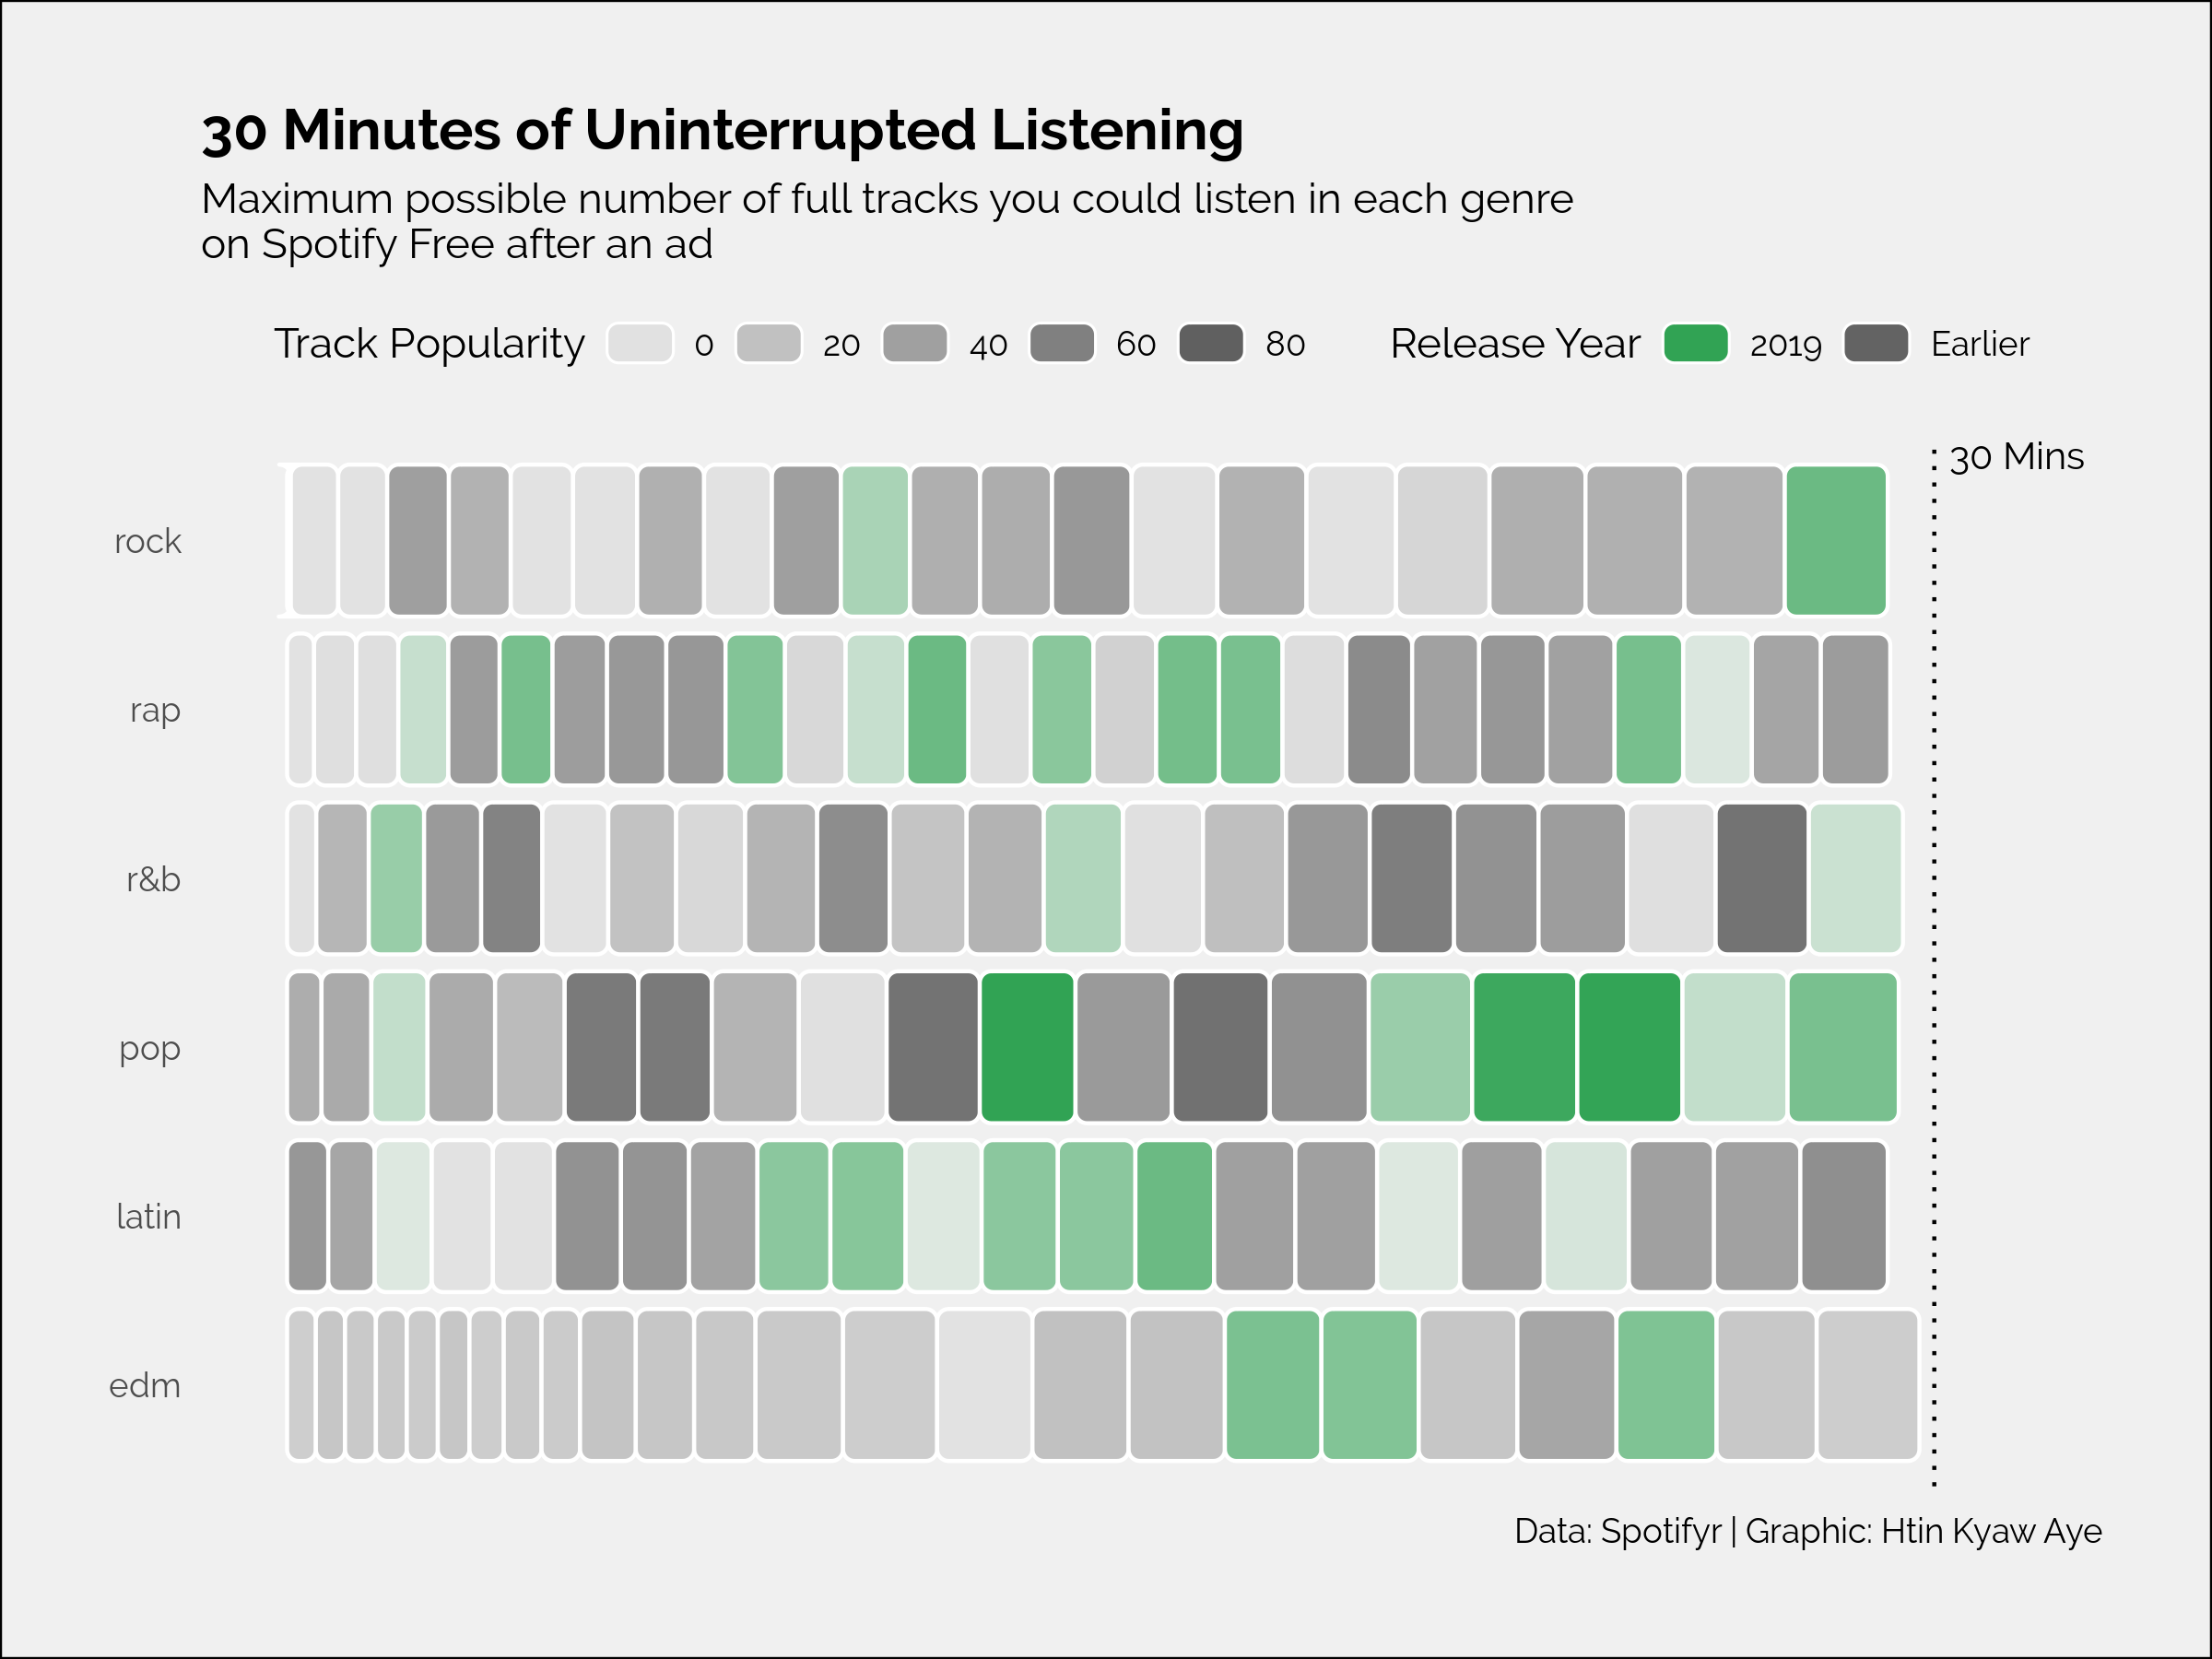 30 Minutes of Uninterrupted Listening
Maximum possible number of full tracks you could listen in each genre
on Spotify Free after an ad
Track Popularity 0 20 40 60 80 Release Year 2019 Earlier
30 Mins
rock
rap
r&b
pop
latin
edm
Data: Spotifyr | Graphic: Htin Kyaw Aye